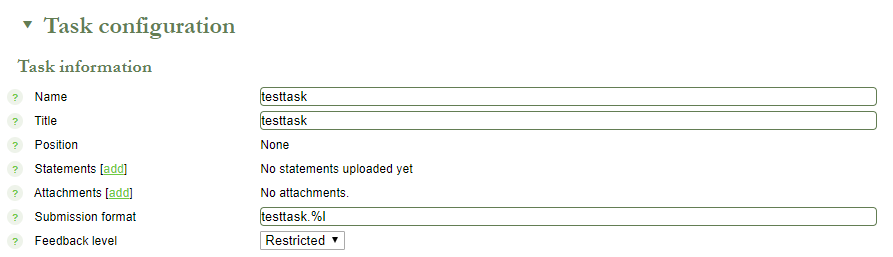 Task configuration
Task information
? Name testtask
? Title testtask
? Position None
? Statements [add] No statements uploaded yet
? Attachments [add] No attachments.
? Submission format testtask.%l
? Feedback level Restricted